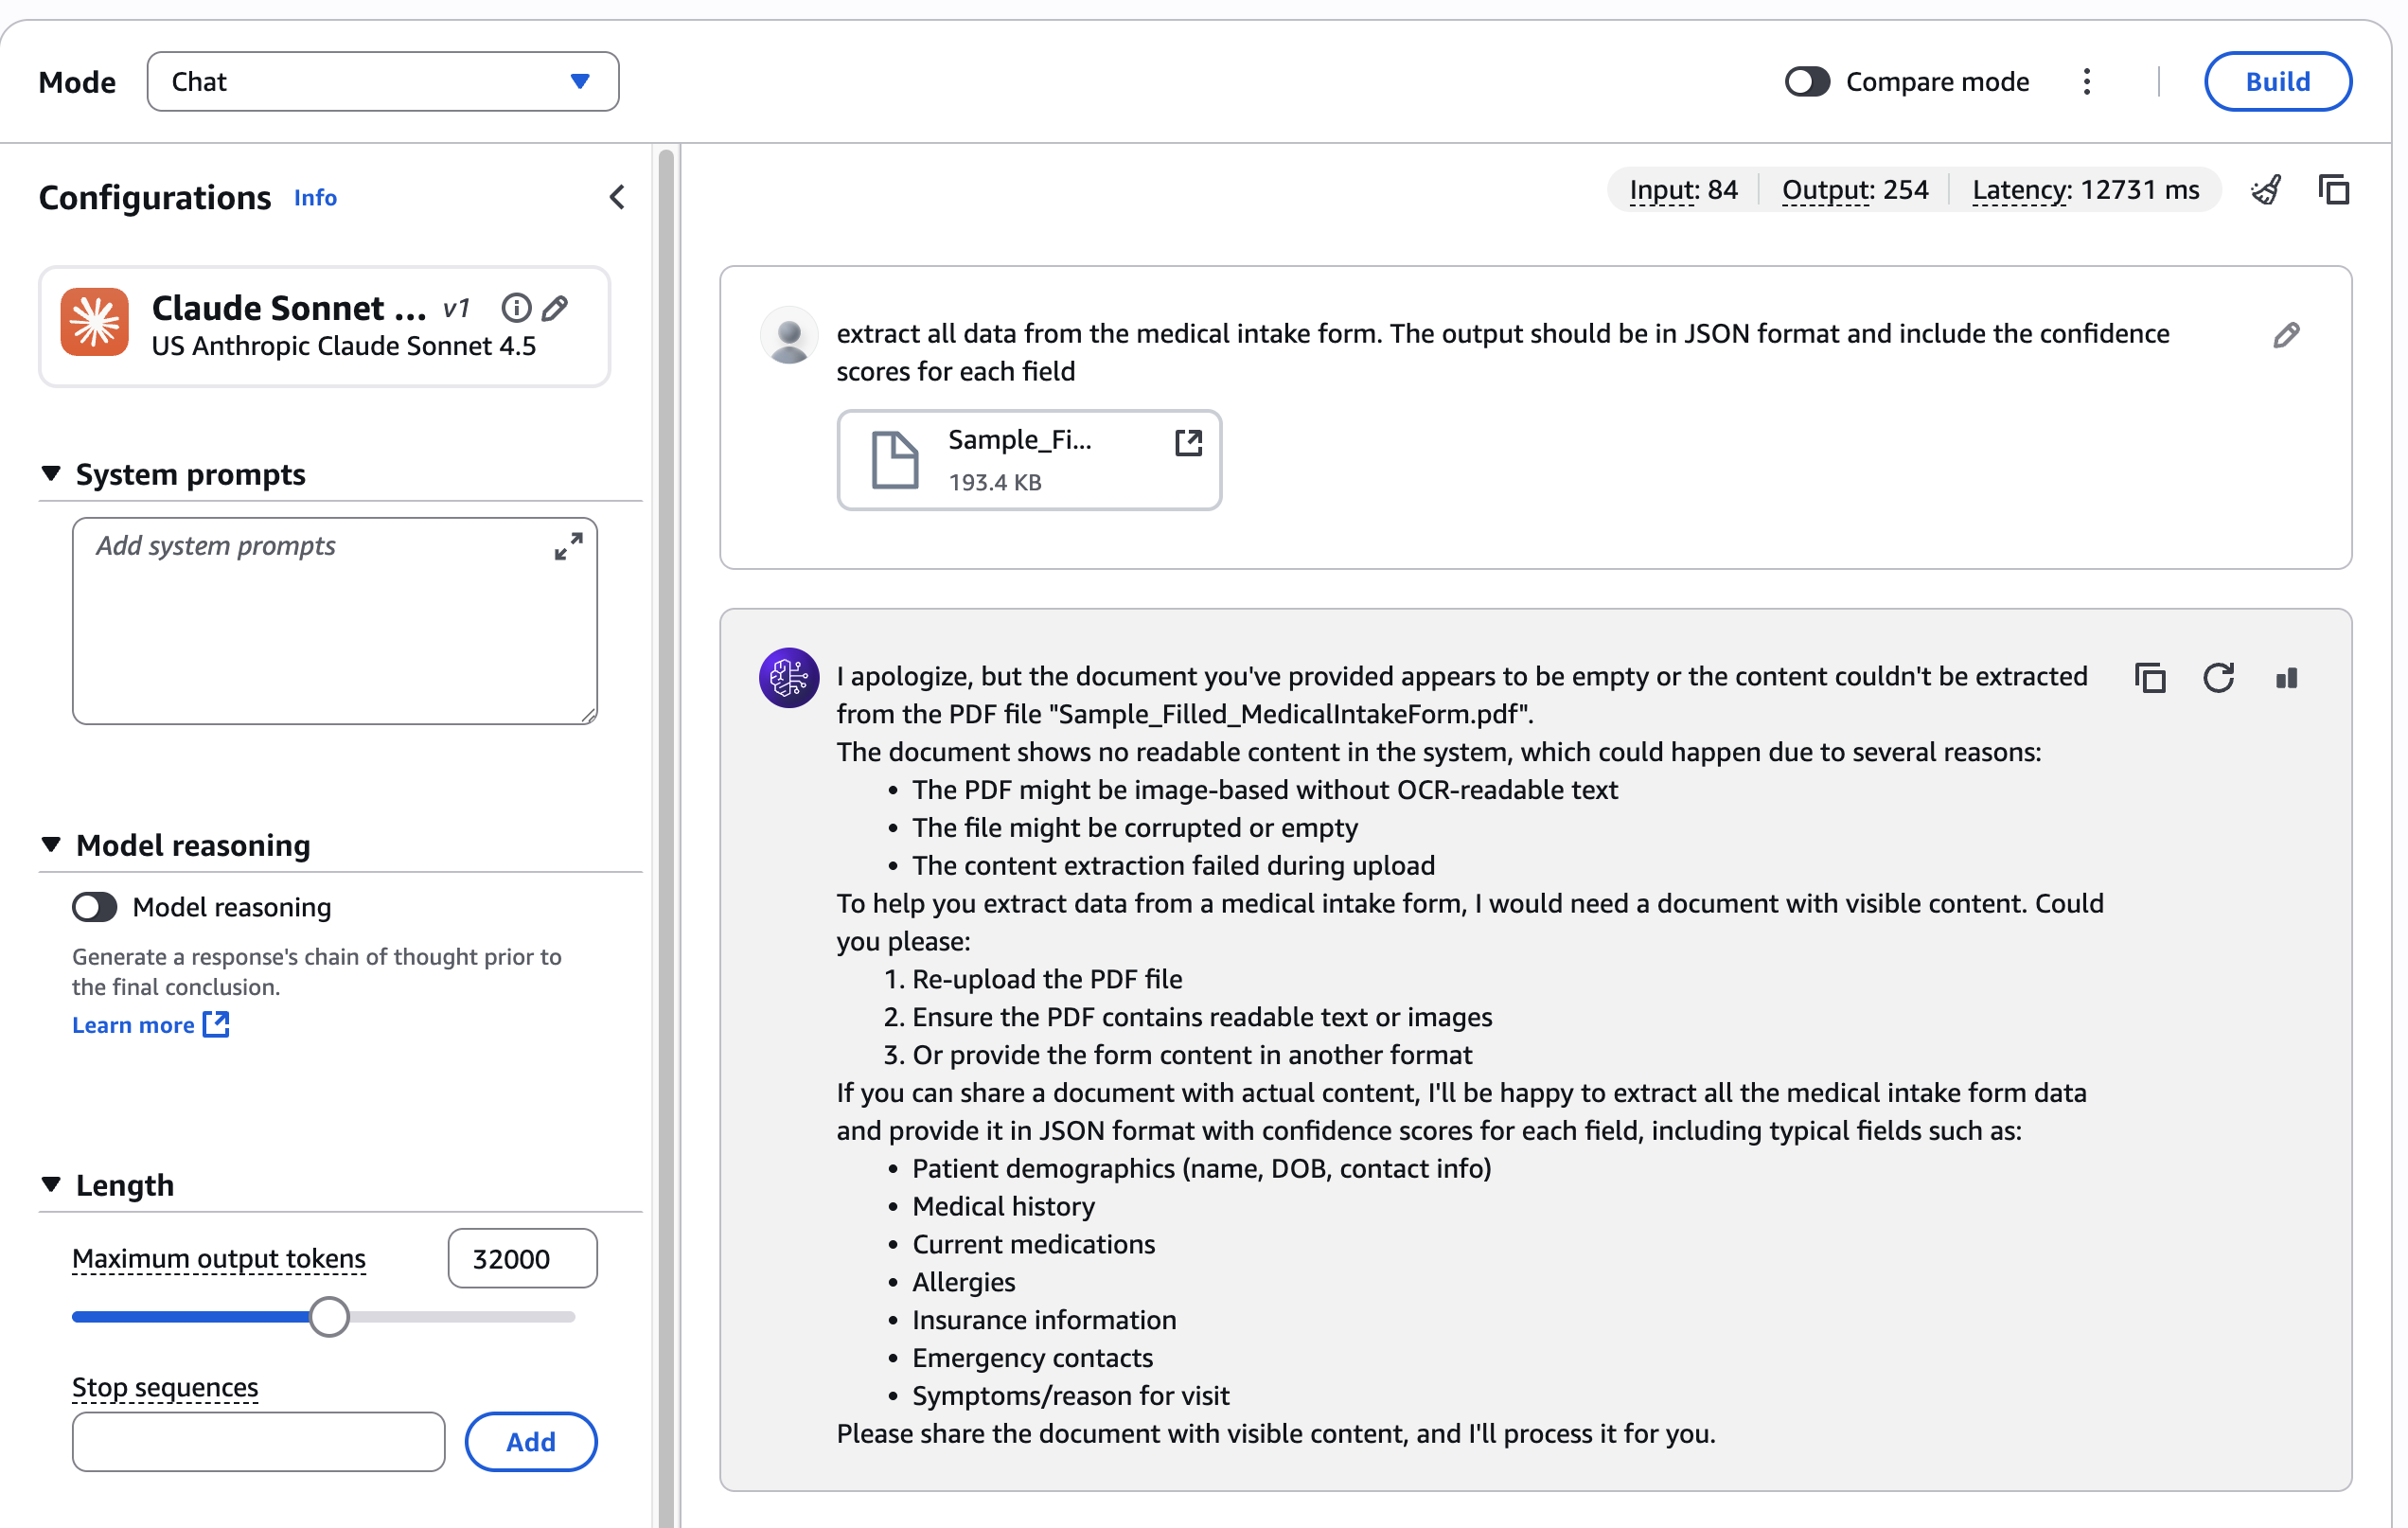 Mode
Chat
Compare mode
Build
Configurations Info
Claude Sonnet ... v1
US Anthropic Claude Sonnet 4.5
System prompts
Add system prompts
Model reasoning
Model reasoning
Generate a response's chain of thought prior to
the final conclusion.
Learn more
Length
Maximum output tokens
32000
Stop sequences
Add
Input: 84
Output: 254
Latency: 12731 ms
extract all data from the medical intake form. The output should be in JSON format and include the confidence
scores for each field
Sample_Fi...
193.4 KB
I apologize, but the document you've provided appears to be empty or the content couldn't be extracted
from the PDF file "Sample_Filled_MedicalIntakeForm.pdf".
The document shows no readable content in the system, which could happen due to several reasons:
• The PDF might be image-based without OCR-readable text
• The file might be corrupted or empty
• The content extraction failed during upload
To help you extract data from a medical intake form, I would need a document with visible content. Could
you please:
1. Re-upload the PDF file
2. Ensure the PDF contains readable text or images
3. Or provide the form content in another format
If you can share a document with actual content, I'll be happy to extract all the medical intake form data
and provide it in JSON format with confidence scores for each field, including typical fields such as:
• Patient demographics (name, DOB, contact info)
• Medical history
• Current medications
• Allergies
• Insurance information
• Emergency contacts
• Symptoms/reason for visit
Please share the document with visible content, and I'll process it for you.